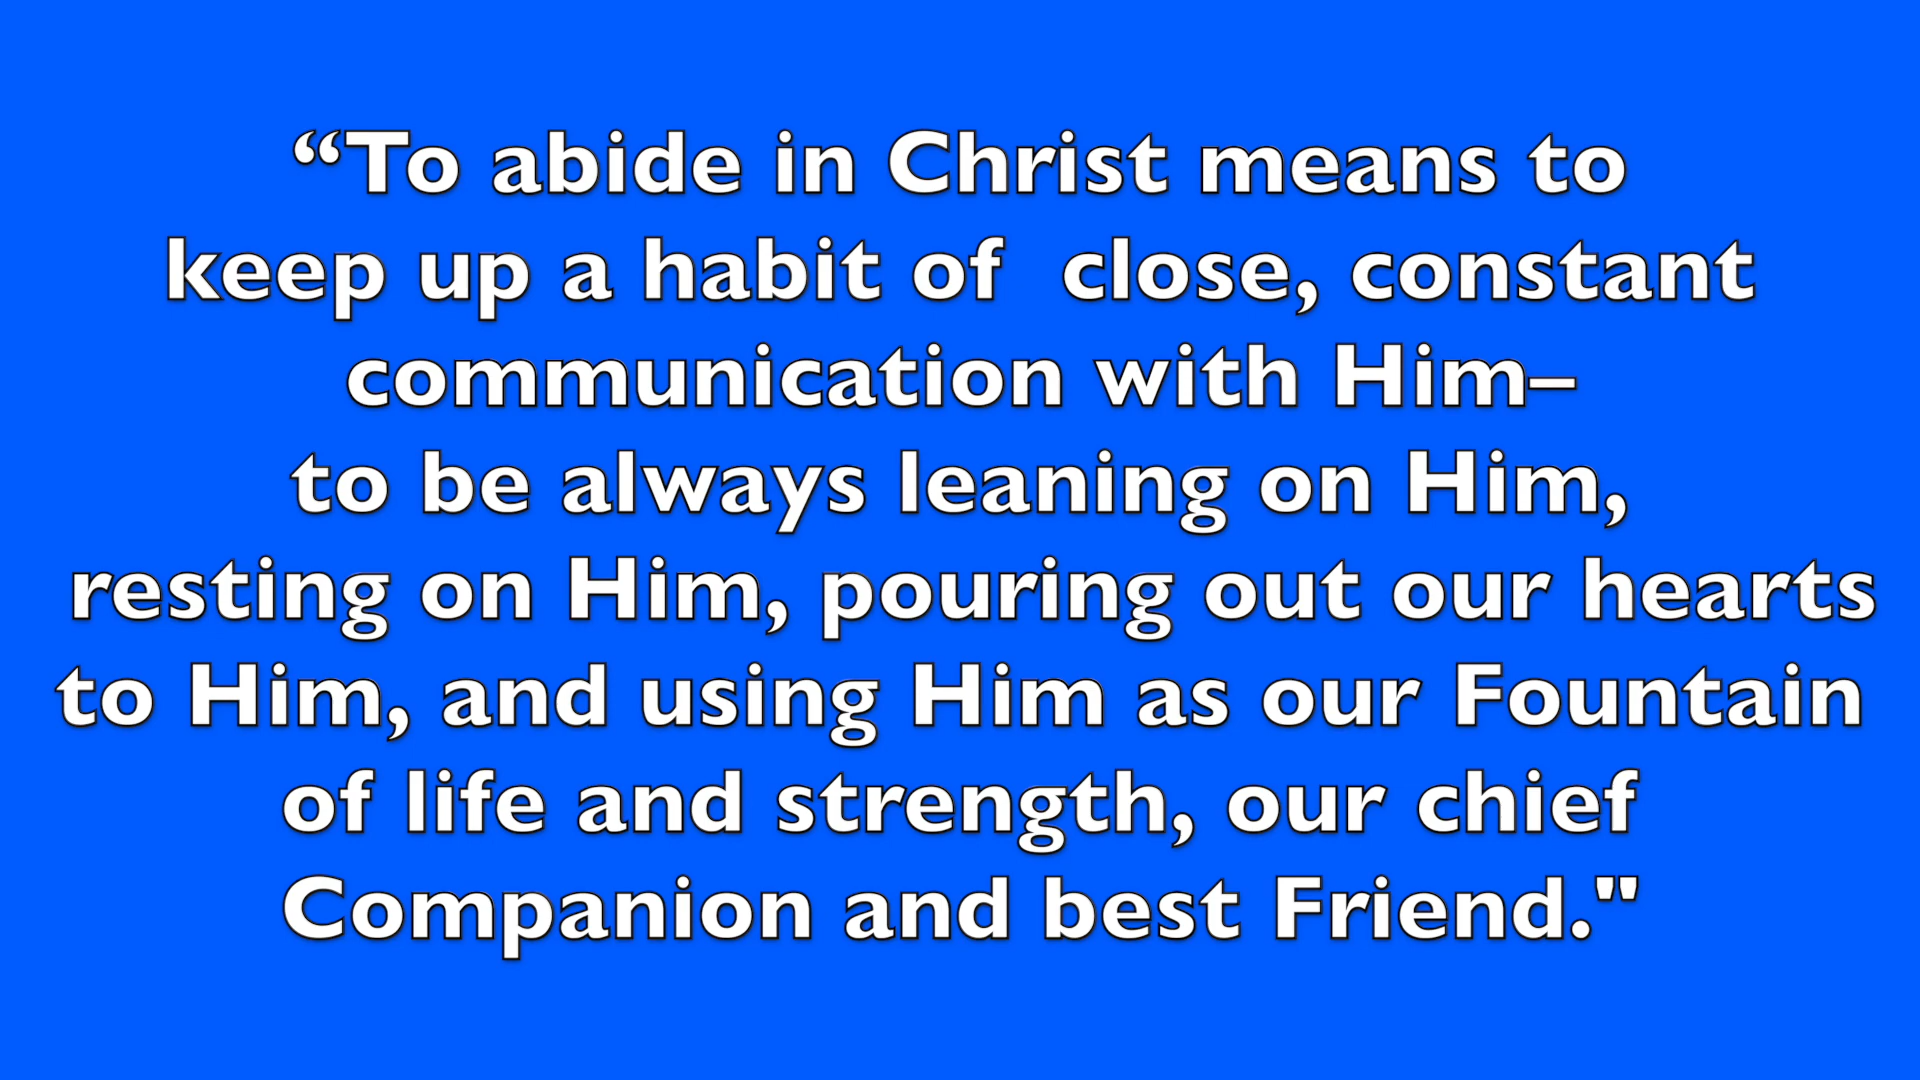 “To abide in Christ means to
keep up a habit of  close, constant
communication with Him–
to be always leaning on Him,
resting on Him, pouring out our hearts
to Him, and using Him as our Fountain
of life and strength, our chief
Companion and best Friend."